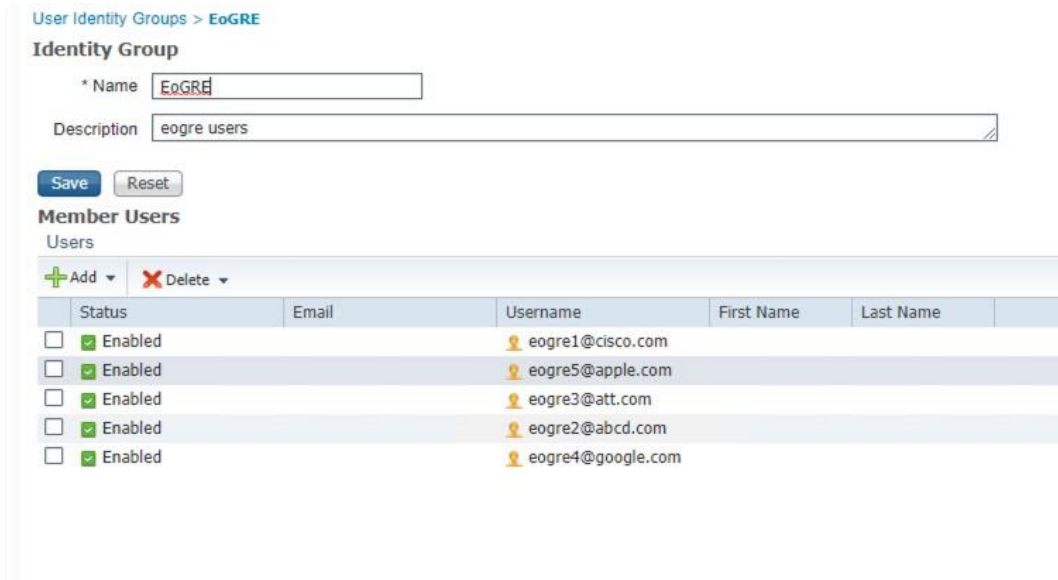 User Identity Groups > EoGRE
Identity Group
* Name EoGRE
Description eogre users
Save Reset
Member Users
Users
Add Delete
Status Email Username First Name Last Name
Enabled eogre1@cisco.com
Enabled eogre5@apple.com
Enabled eogre3@att.com
Enabled eogre2@abcd.com
Enabled eogre4@google.com